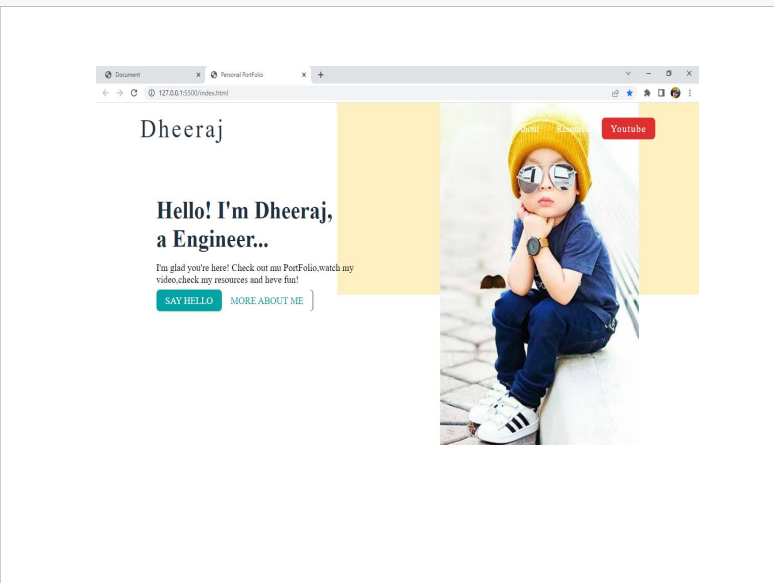 Document
Personal PortFolio
127.0.0.1:5500/index.html
Dheeraj
About
Youtube
Hello! I'm Dheeraj,
a Engineer...
I'm glad you're here! Check out mu PortFolio,watch my
video,check my resources and heve fun!
SAY HELLO MORE ABOUT ME